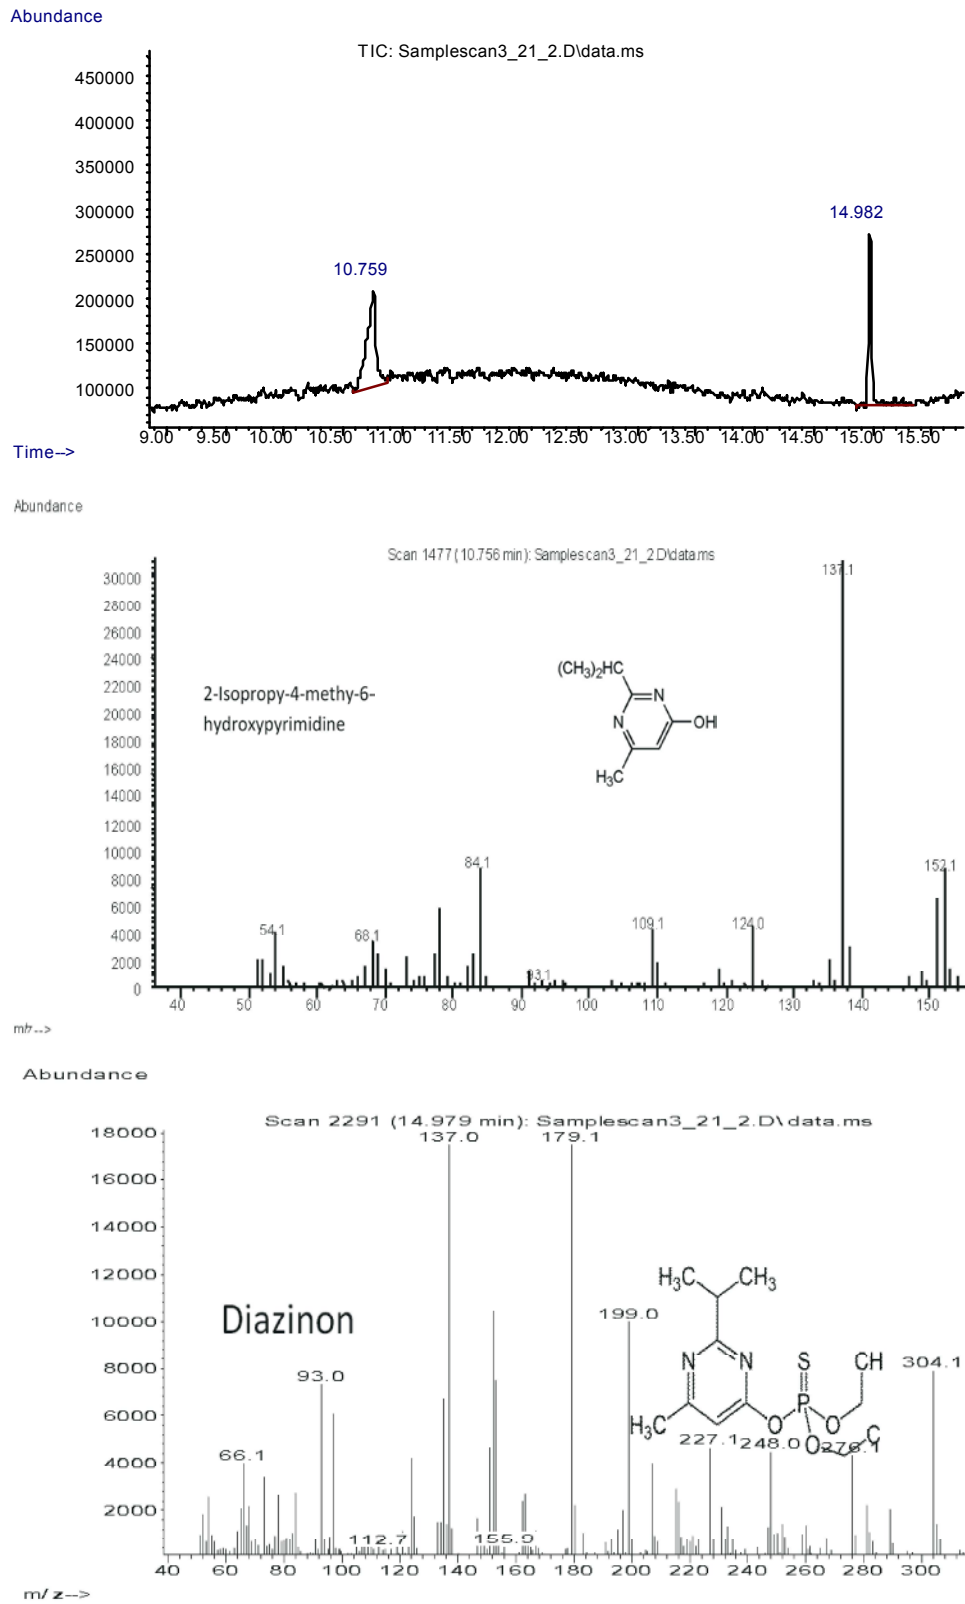 Abundance
TIC: Samplescan3_21_2.D\data.ms
450000
400000
350000
300000
250000
200000
150000
100000
14.982
10.759
9.00 9.50 10.00 10.50 11.00 11.50 12.00 12.50 13.00 13.50 14.00 14.50 15.00 15.50
Time-->
Abundance
Scan 1477 (10.756 min): Samplescan3_21_2.D\data.ms
30000
28000
26000
24000
22000
20000
18000
16000
14000
12000
10000
8000
6000
4000
2000
0
137.1
2-Isopropy-4-methy-6-
hydroxypyrimidine
(CH₃)₂HC
N
N
OH
H₃C
84.1
152.1
54.1
68.1
109.1
124.0
93.1
40 50 60 70 80 90 100 110 120 130 140 150
m/z-->
Abundance
Scan 2291 (14.979 min): Samplescan3_21_2.D\data.ms
137.0 179.1
18000
16000
14000
12000
10000
8000
6000
4000
2000
Diazinon
H₃C CH₃
199.0
N N S CH
304.1
93.0
P
H₃C O O
227.1 248.0 O C
276.1
66.1
112.7 155.9
40 60 80 100 120 140 160 180 200 220 240 260 280 300
m/z-->